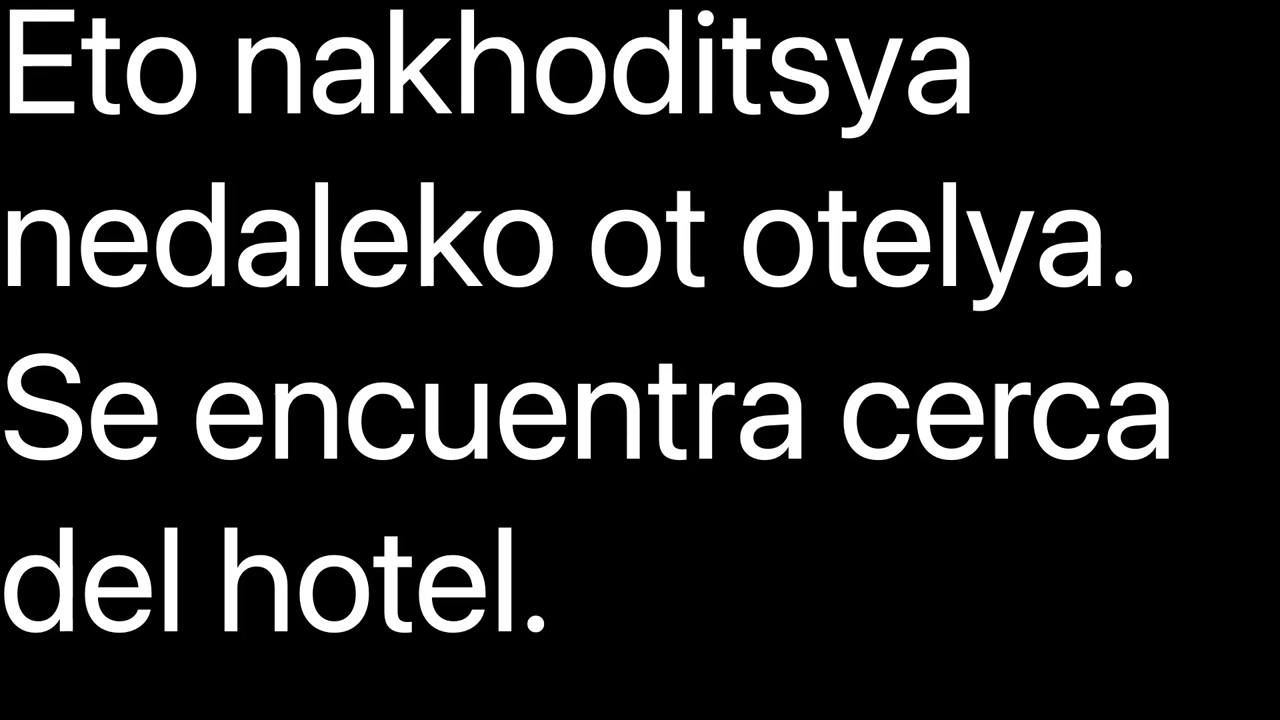 Eto nakhoditsya
nedaleko ot otelya.
Se encuentra cerca
del hotel.